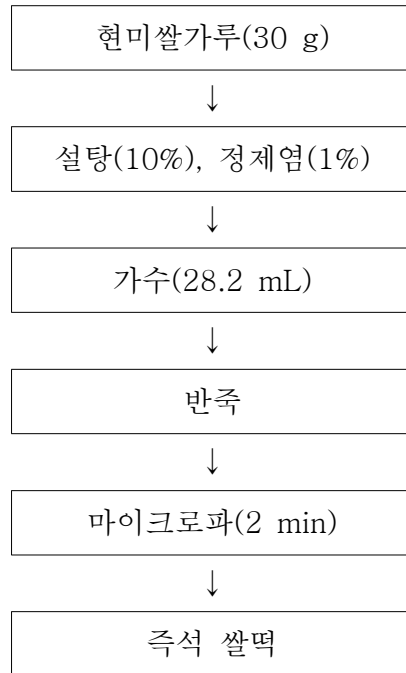 현미쌀가루(30 g)
↓
설탕(10%), 정제염(1%)
↓
가수(28.2 mL)
↓
반죽
↓
마이크로파(2 min)
↓
즉석 쌀떡